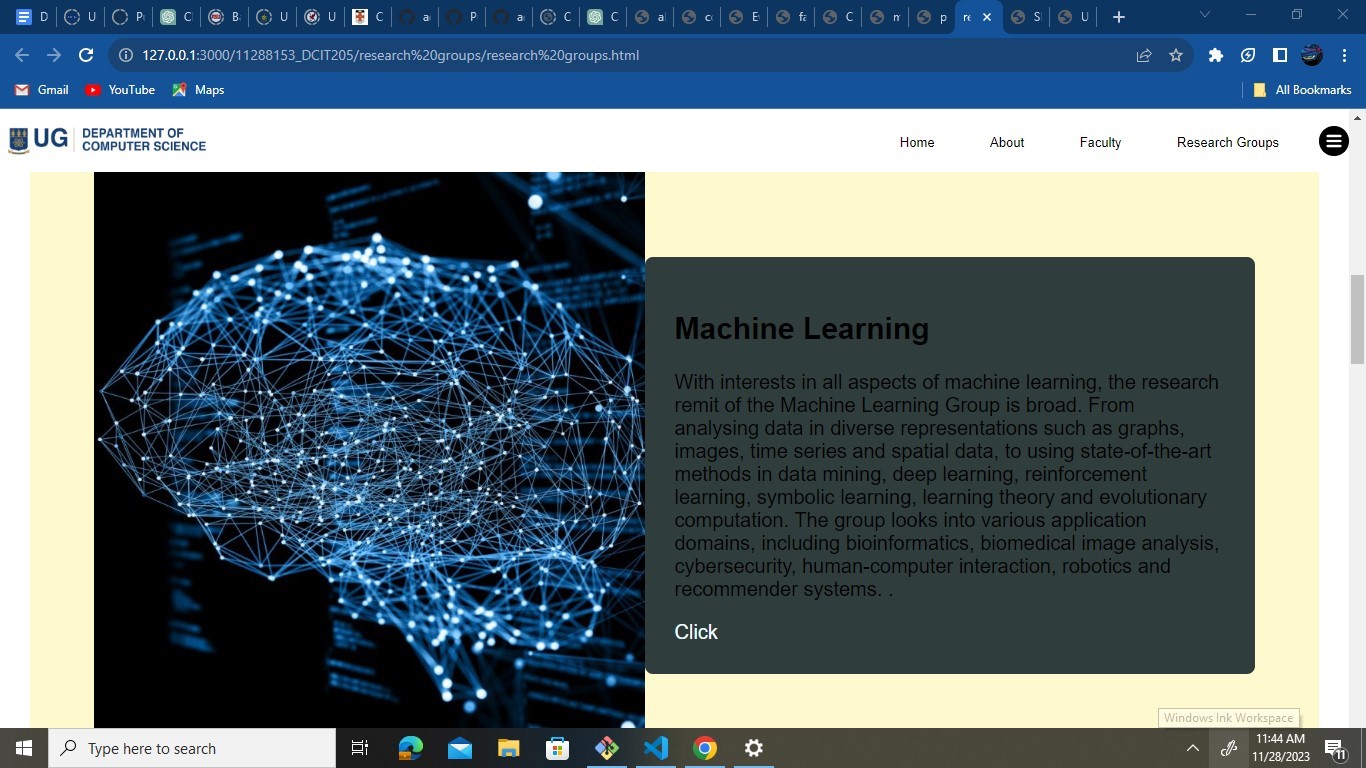 D
P
C
B
U
U
C
a
P
a
C
C
a
c
E
f
C
n
p
re
S
U
127.0.0.1:3000/11288153_DCIT205/research%20groups/research%20groups.html
Gmail
YouTube
Maps
All Bookmarks
UG
DEPARTMENT OF
COMPUTER SCIENCE
Home
About
Faculty
Research Groups
Machine Learning
With interests in all aspects of machine learning, the research
remit of the Machine Learning Group is broad. From
analysing data in diverse representations such as graphs,
images, time series and spatial data, to using state-of-the-art
methods in data mining, deep learning, reinforcement
learning, symbolic learning, learning theory and evolutionary
computation. The group looks into various application
domains, including bioinformatics, biomedical image analysis,
cybersecurity, human-computer interaction, robotics and
recommender systems. .
Click
Windows Ink Workspace
Type here to search
11:44 AM
11/28/2023
11